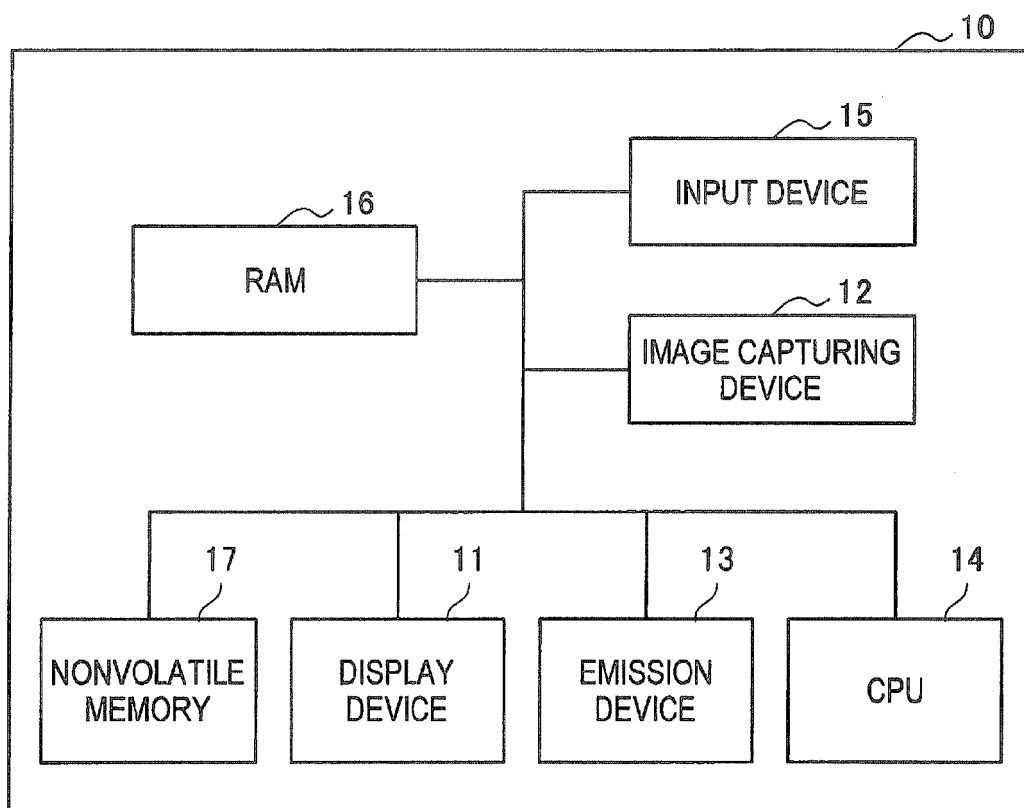 10
15
INPUT DEVICE
16
RAM
12
IMAGE CAPTURING
DEVICE
17
NONVOLATILE
MEMORY
11
DISPLAY
DEVICE
13
EMISSION
DEVICE
14
CPU